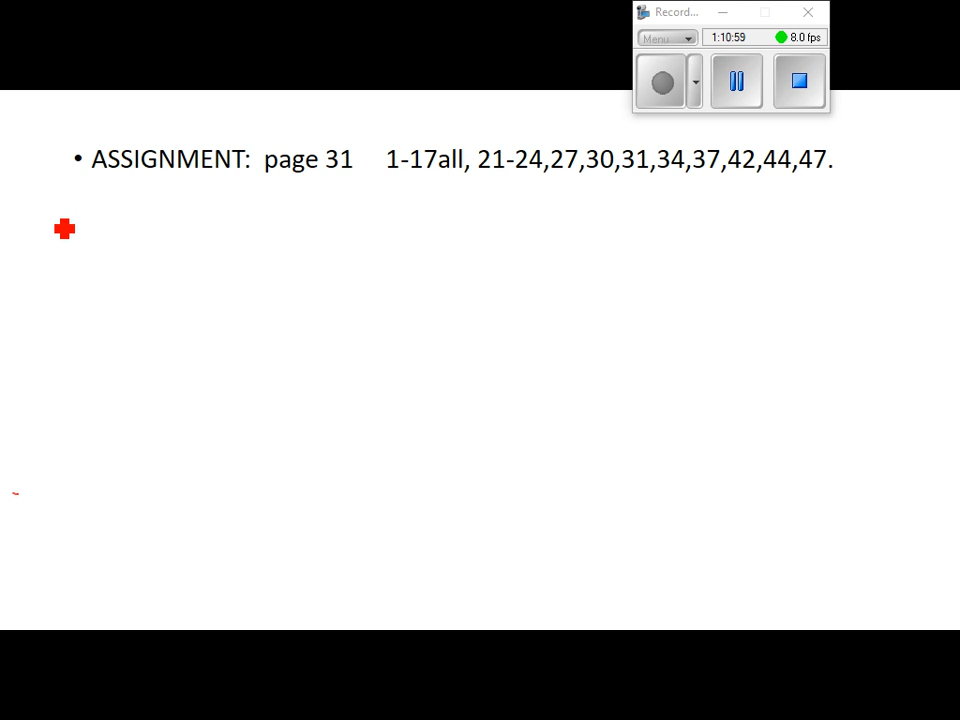 Record...
Menu
1:10:59
8.0 fps
• ASSIGNMENT: page 31 1-17all, 21-24,27,30,31,34,37,42,44,47.